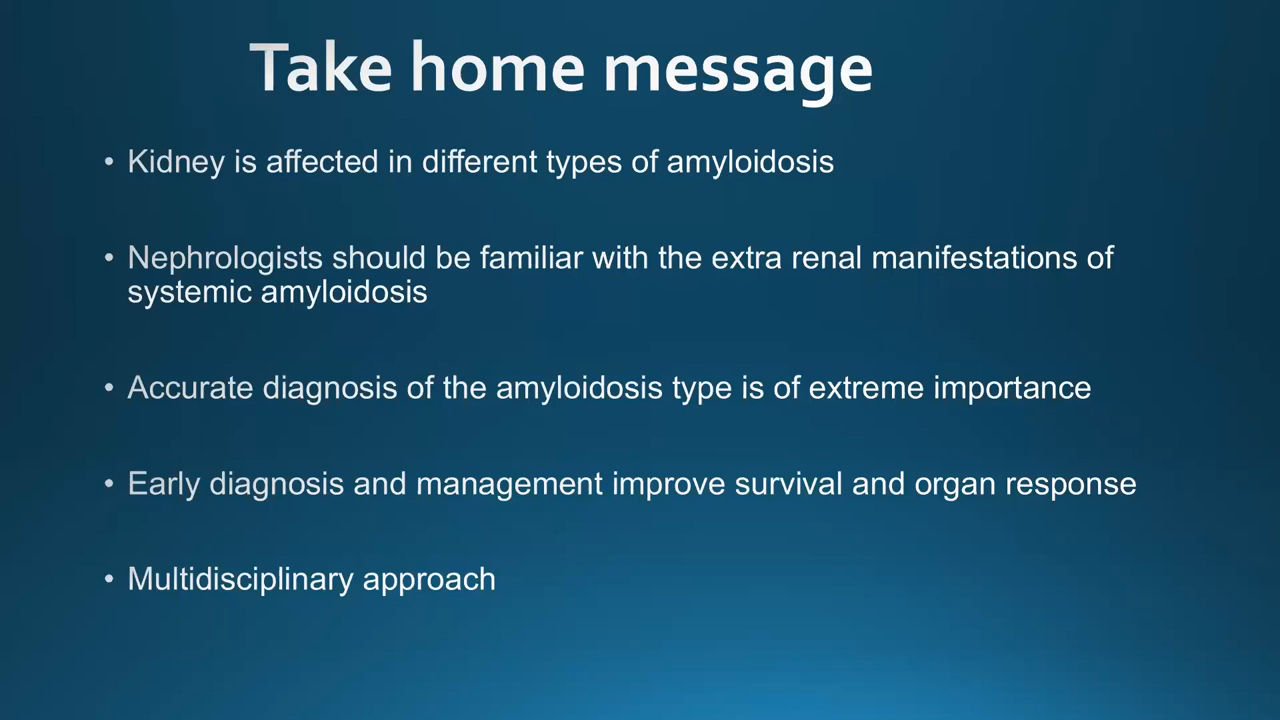 Take home message
• Kidney is affected in different types of amyloidosis
• Nephrologists should be familiar with the extra renal manifestations of
systemic amyloidosis
• Accurate diagnosis of the amyloidosis type is of extreme importance
• Early diagnosis and management improve survival and organ response
• Multidisciplinary approach